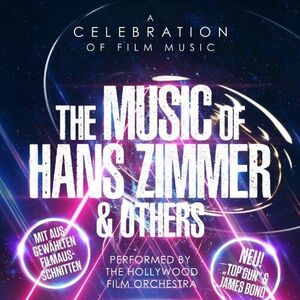 A
CELEBRATION
OF FILM MUSIC
THE MUSIC OF
HANS ZIMMER
& OTHERS
MIT AUS-
GEWÄHLTEN
FILMAUS-
SCHNITTEN
PERFORMED BY
THE HOLLYWOOD
FILM ORCHESTRA
NEU!
„TOP GUN“ &
JAMES BOND